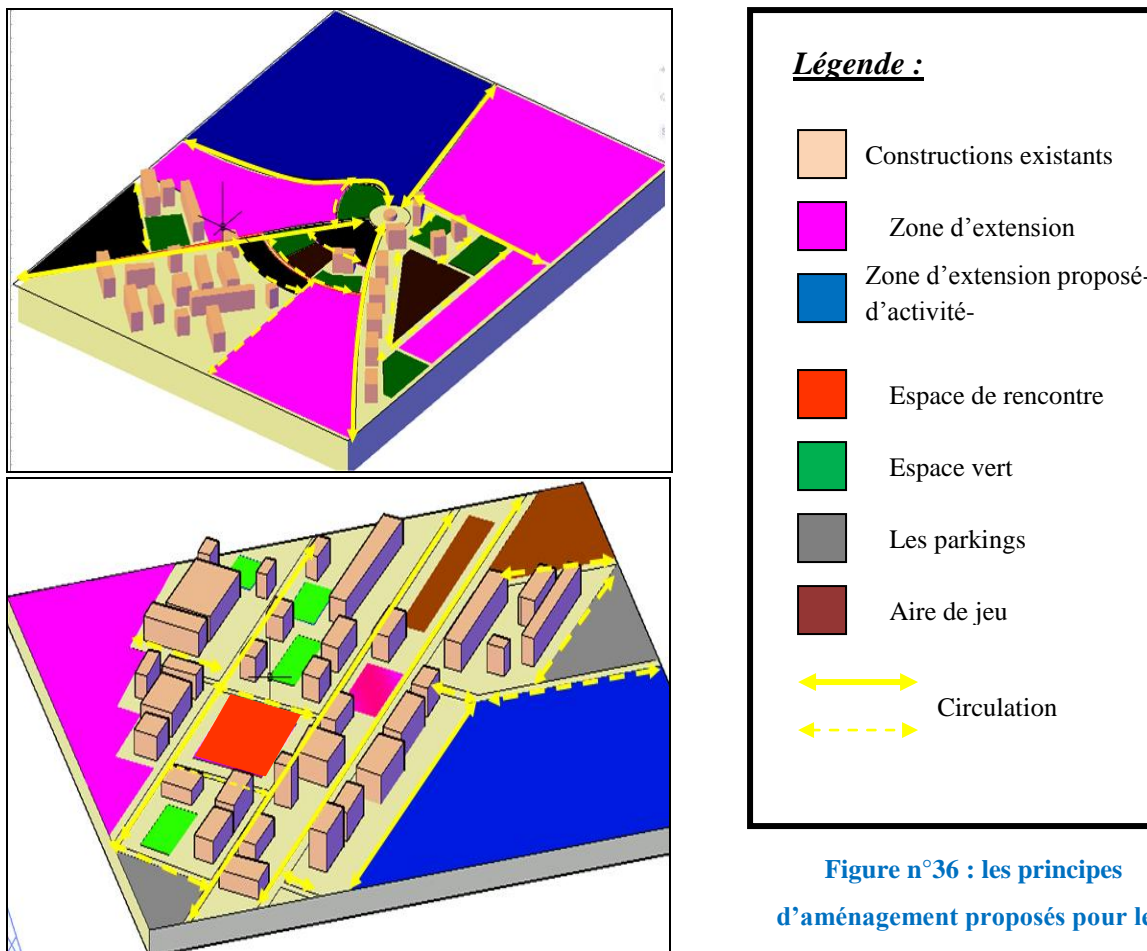 Légende :
Constructions existants
Zone d’extension
Zone d’extension proposé-
d’activité-
Espace de rencontre
Espace vert
Les parkings
Aire de jeu
Circulation
Figure n°36 : les principes
d’aménagement proposés pour